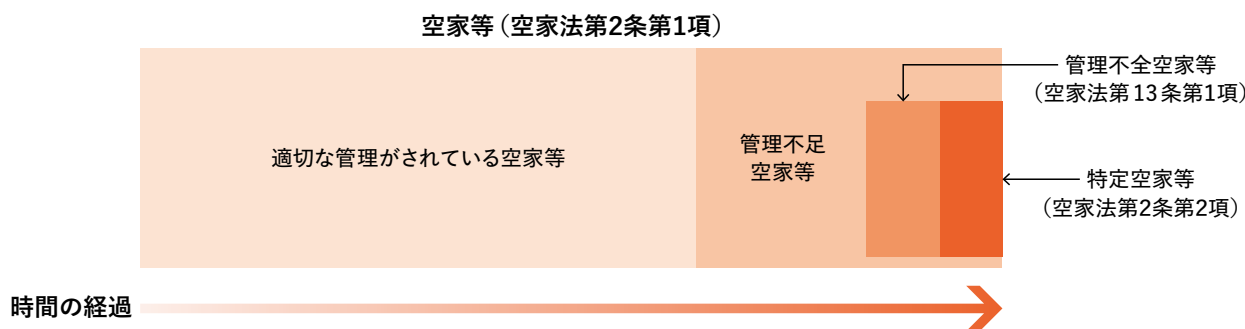 空家等（空家法第2条第1項）
管理不全空家等
（空家法第13条第1項）
適切な管理がされている空家等
管理不足
空家等
特定空家等
（空家法第2条第2項）
時間の経過